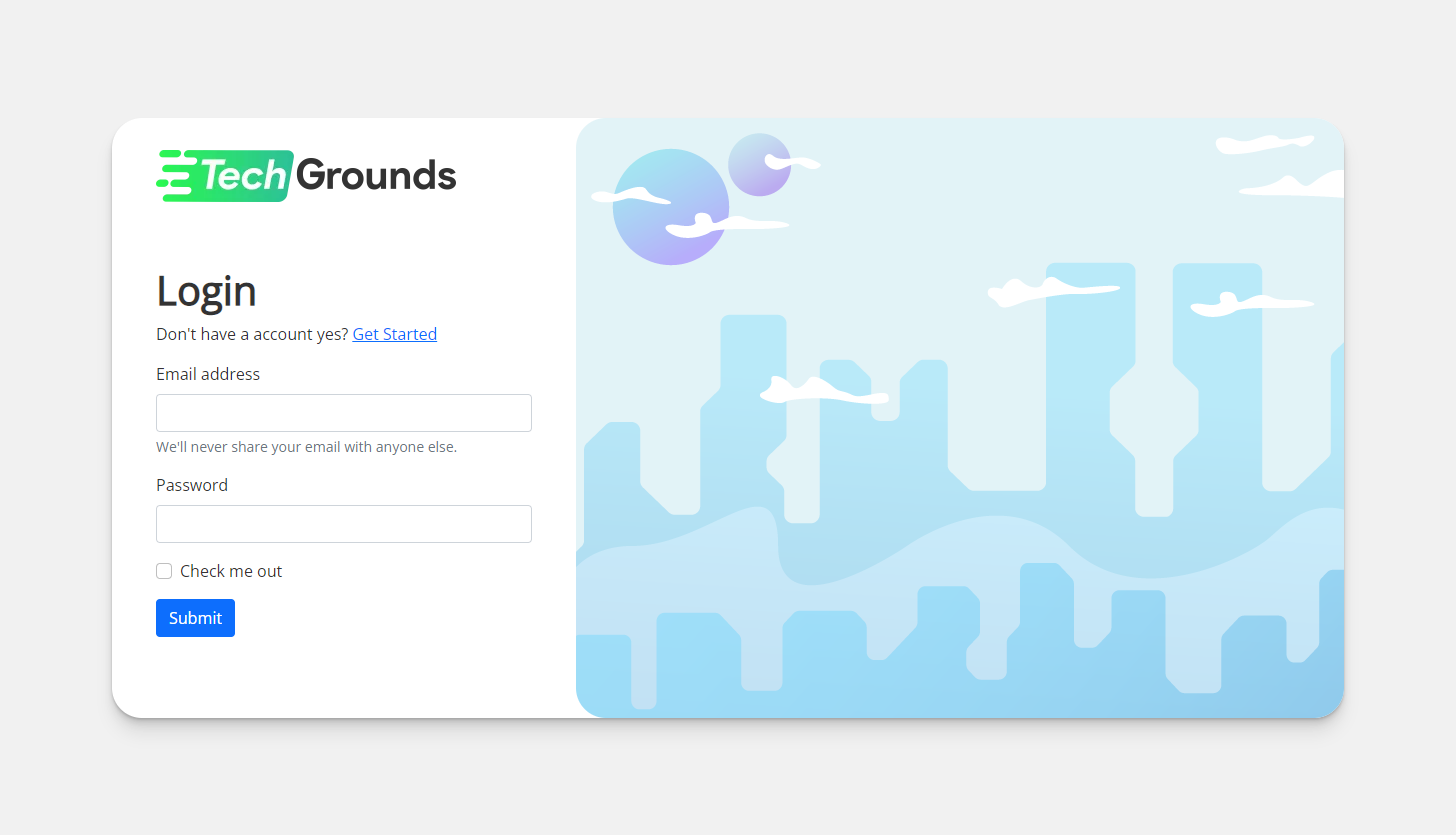 TechGrounds
Login
Don't have a account yes? Get Started
Email address
We'll never share your email with anyone else.
Password
Check me out
Submit